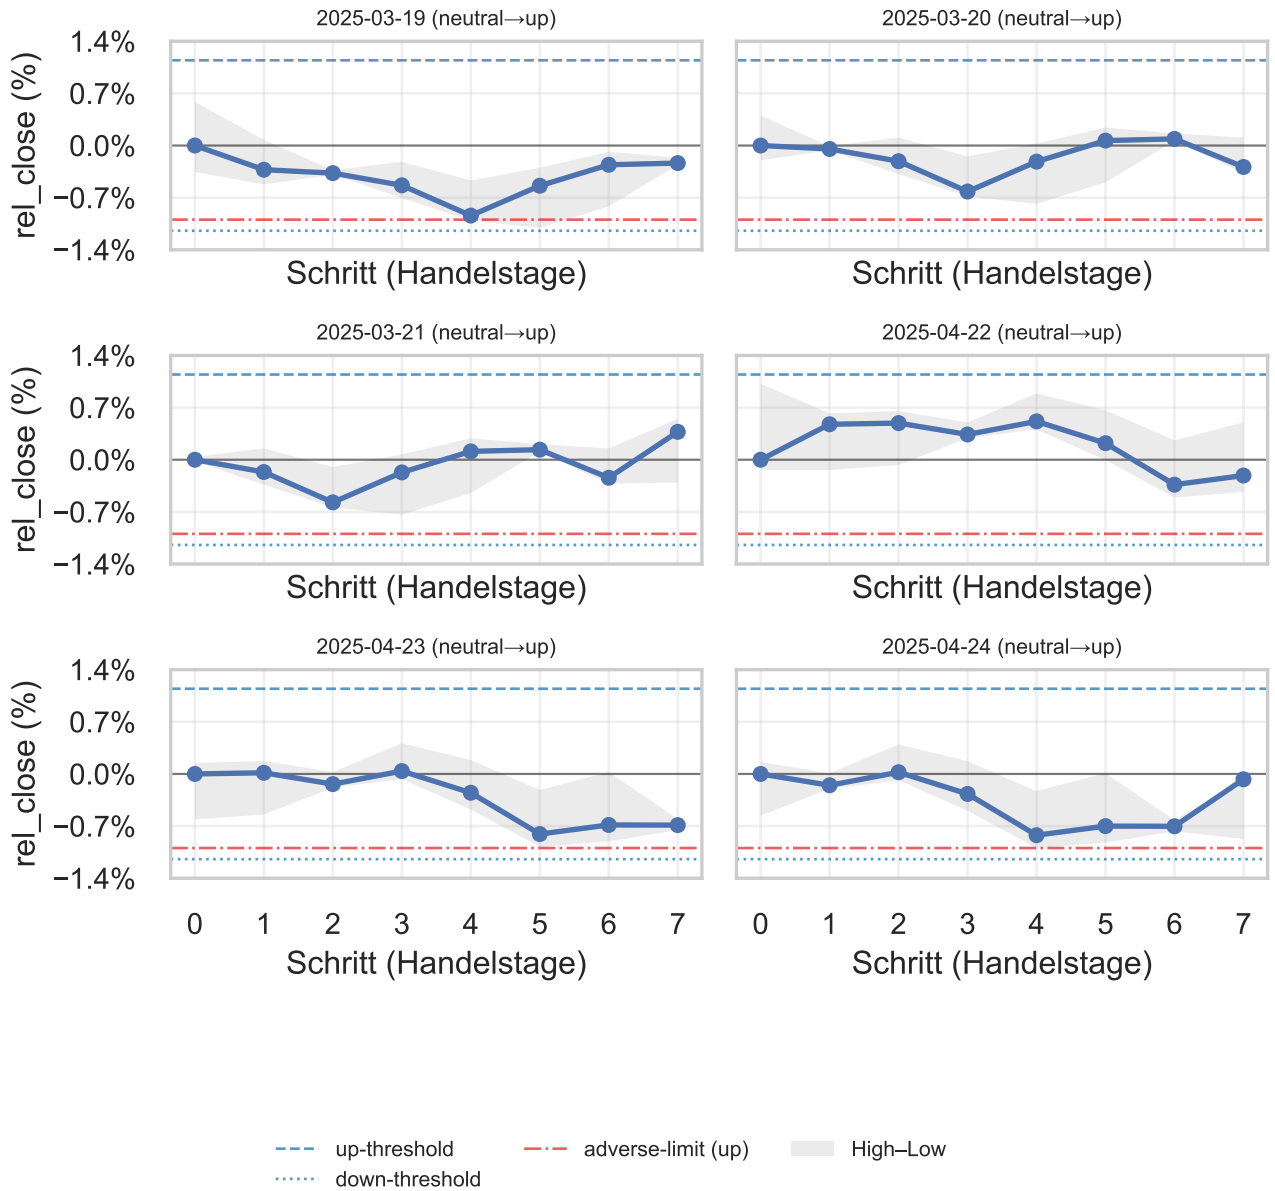 2025-03-19 (neutral→up)
2025-03-20 (neutral→up)
1.4%
0.7%
0.0%
−0.7%
−1.4%
rel_close (%)
Schritt (Handelstage)
Schritt (Handelstage)
2025-03-21 (neutral→up)
2025-04-22 (neutral→up)
1.4%
0.7%
0.0%
−0.7%
−1.4%
rel_close (%)
Schritt (Handelstage)
Schritt (Handelstage)
2025-04-23 (neutral→up)
2025-04-24 (neutral→up)
1.4%
0.7%
0.0%
−0.7%
−1.4%
rel_close (%)
0 1 2 3 4 5 6 7
0 1 2 3 4 5 6 7
Schritt (Handelstage)
Schritt (Handelstage)
up-threshold
down-threshold
adverse-limit (up)
High–Low